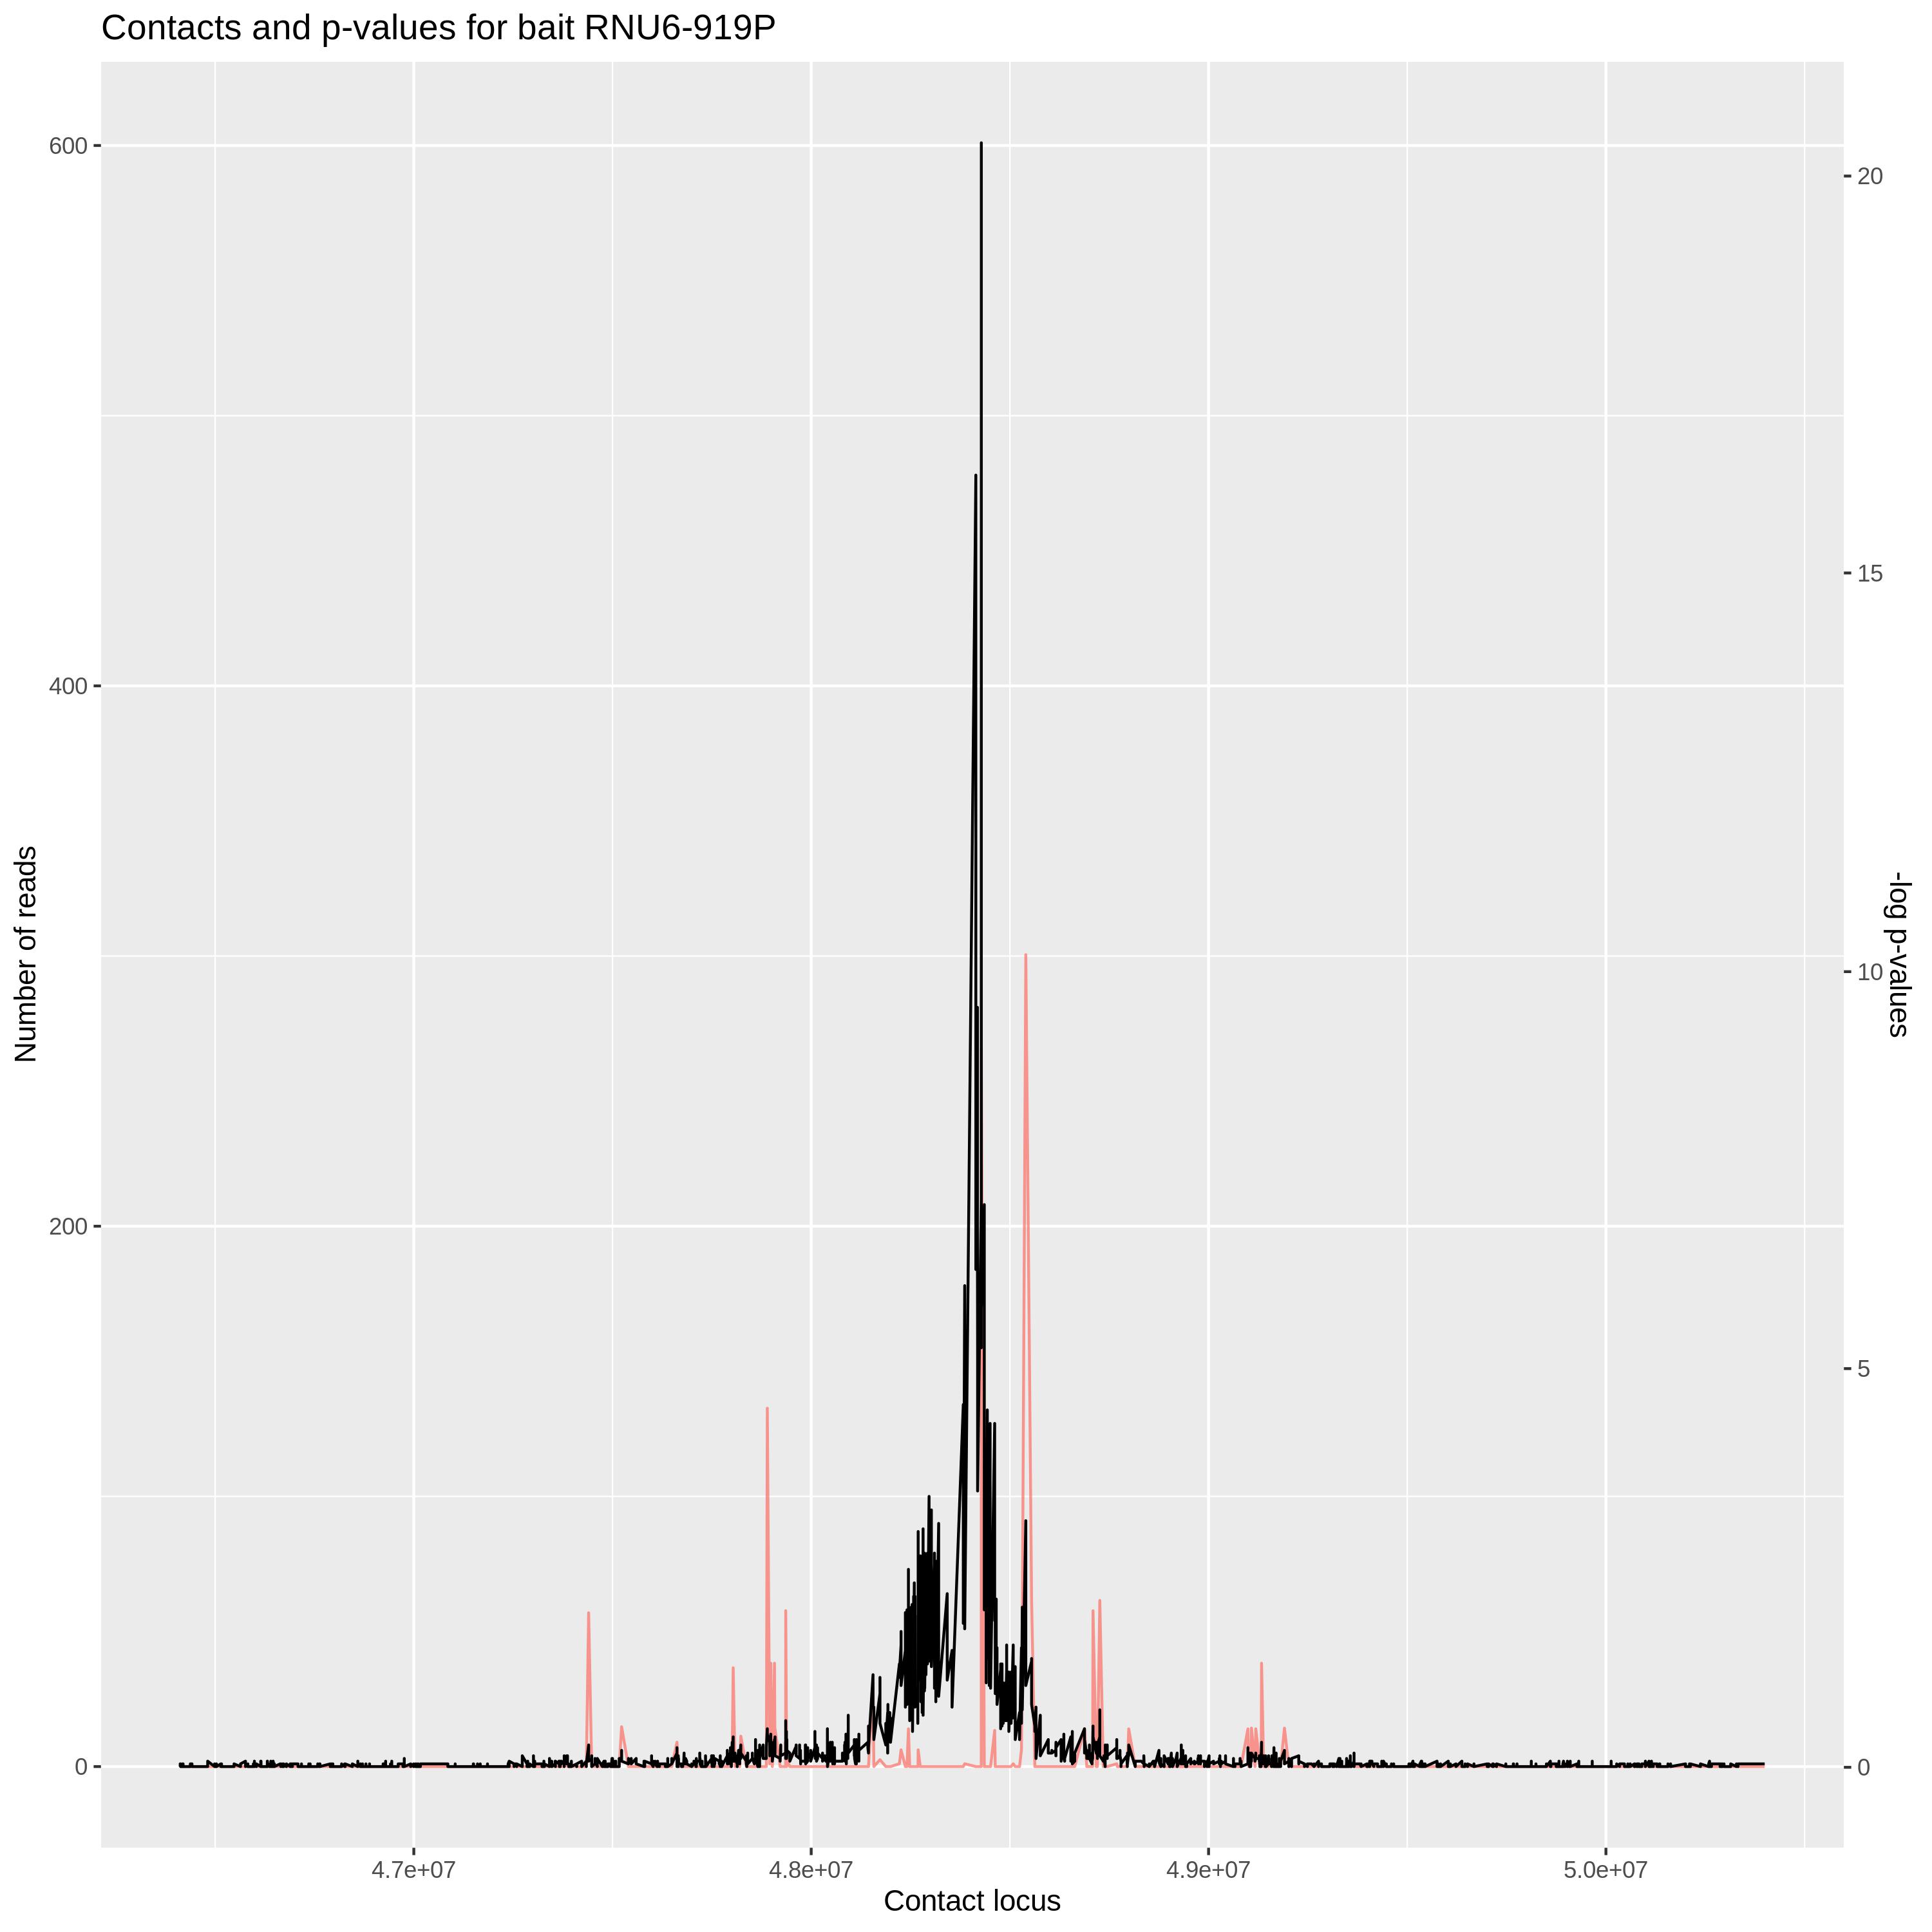 Contacts and p-values for bait RNU6-919P
600
400
200
0
Number of reads
20
15
10
5
0
-log p-values
4.7e+07
4.8e+07
4.9e+07
5.0e+07
Contact locus